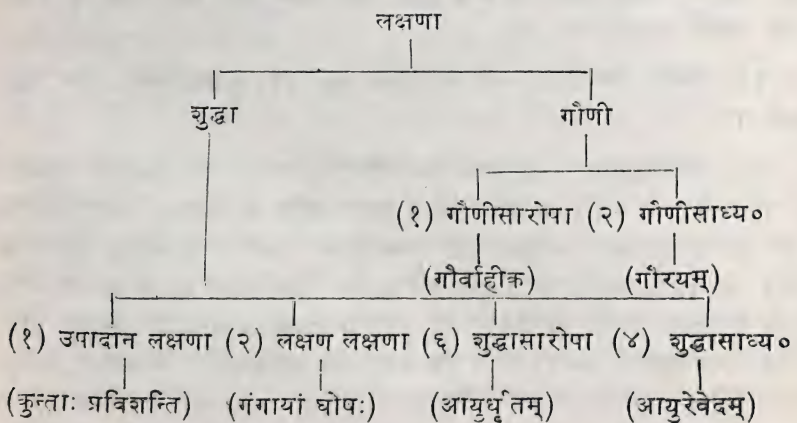 लक्षणा
शुद्धा गौणी
(१) गौणीसारोपा (२) गौणीसाध्य०
(गौर्वाहीक) (गौरयम्)
(१) उपादान लक्षणा (२) लक्षण लक्षणा (६) शुद्धासारोपा (४) शुद्धासाध्य०
(कुन्ताः प्रविशन्ति) (गंगायां घोषः) (आयुर्घृतम्) (आयुरेवेदम्)